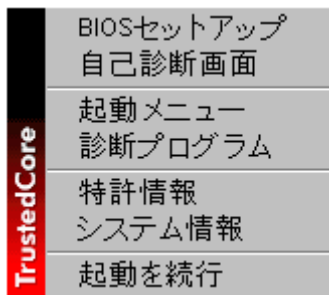 TrustedCore
BIOSセットアップ
自己診断画面
起動メニュー
診断プログラム
特許情報
システム情報
起動を続行